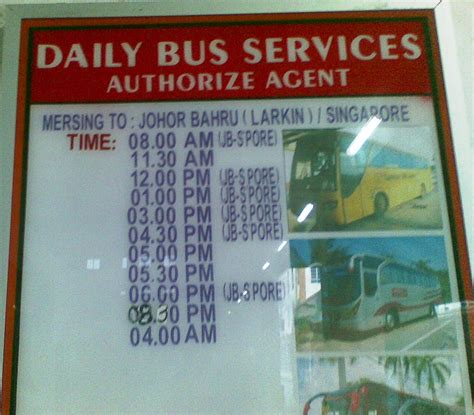 DAILY BUS SERVICES
AUTHORIZE AGENT
MERSING TO : JOHOR BAHRU ( LARKIN ) / SINGAPORE
TIME: 08.00 AM (JB-S'PORE)
11.30 AM
12.00 PM (JB-S'PORE)
01.00 PM (JB-S'PORE)
03.00 PM (JB-S'PORE)
04.30 PM (JB-S'PORE)
05.00 PM
05.30 PM
06.00 PM (JB-S'PORE)
08.30 PM
04.00 AM